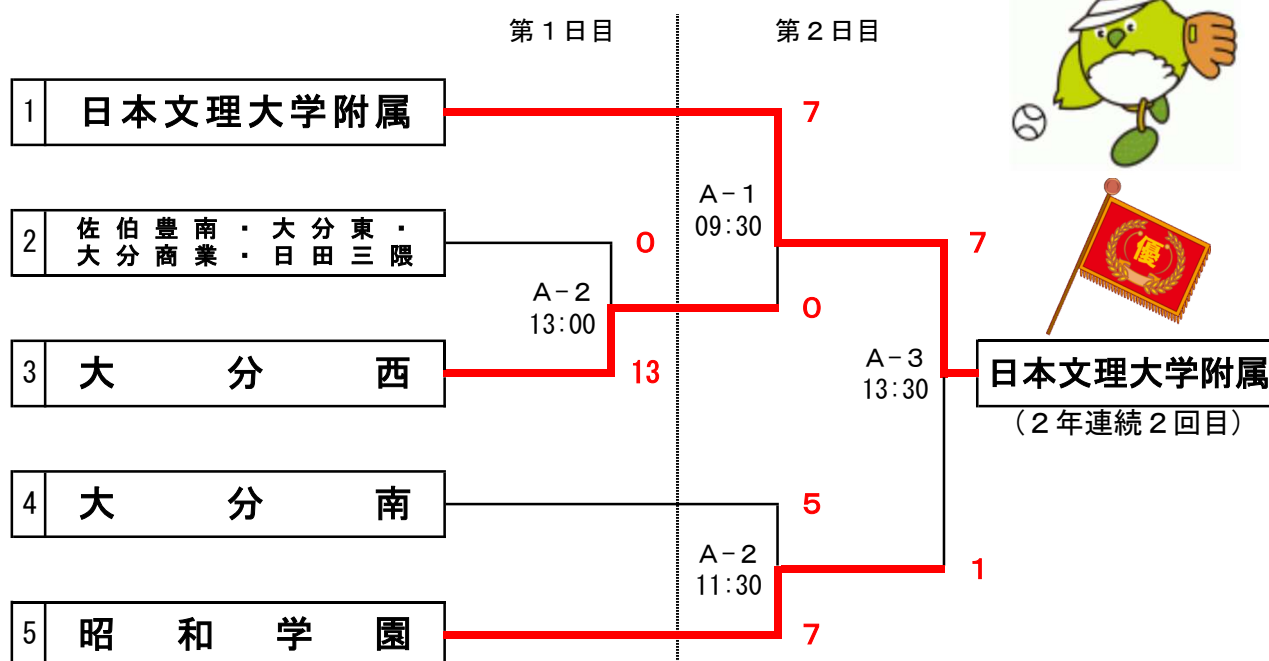 第１日目
第２日目
1 日本文理大学附属
7
A－1
09:30
2 佐伯豊南・大分東・
大分商業・日田三隈
0
7
A－2
13:00
0
3 大分西
13
A－3
13:30
日本文理大学附属
（２年連続２回目）
優
4 大分南
5
A－2
11:30
1
5 昭和学園
7